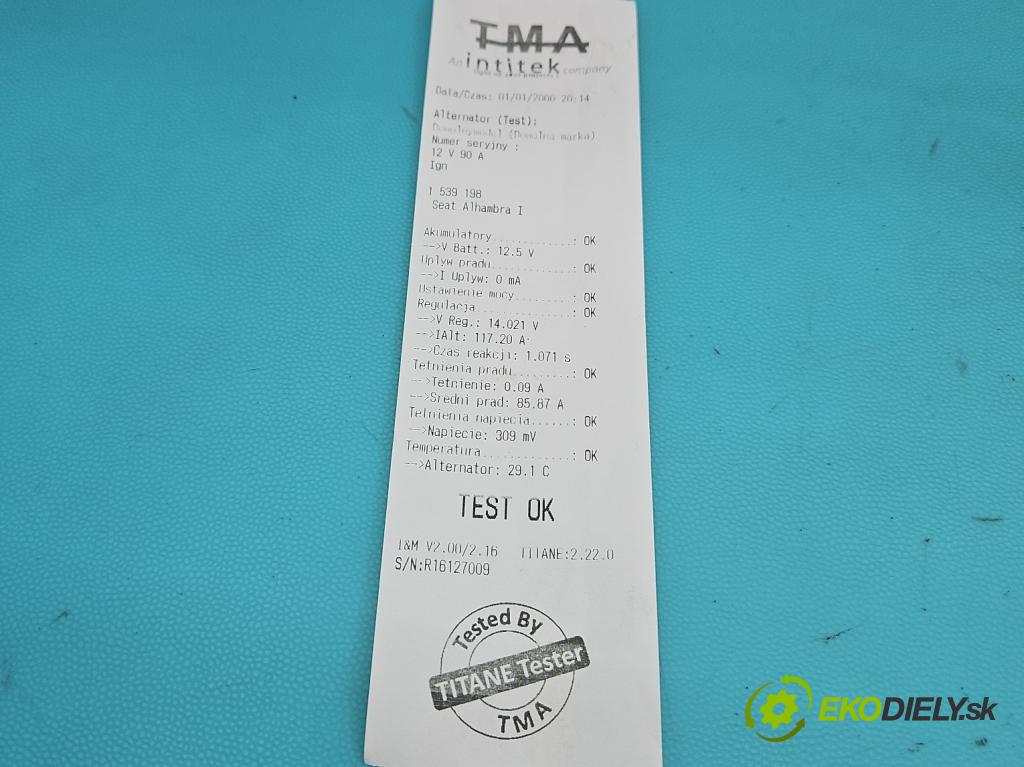 TMA
An intitek company
Data/Czas: 01/01/2000 20:14
Alternator (Test):
Dowolnymodel (Dowolna marka)
Numer seryjny :
12 V 90 A
Ign
1 539 198
Seat Alhambra I
Akumulatory............: OK
-->V Batt.: 12.5 V
Uplyw pradu............: OK
-->I Uplyw: 0 mA
Ustawienie mocy........: OK
Regulacja..............: OK
-->V Reg.: 14.021 V
-->IAlt: 117.20 A
-->Czas reakcji: 1.071 s
Tetnienia pradu........: OK
-->Tetnienie: 0.09 A
-->Sredni prad: 85.87 A
Tetnienia napiecia.....: OK
-->Napiecie: 309 mV
Temperatura............: OK
-->Alternator: 29.1 C
TEST OK
I&M V2.00/2.16 TITANE:2.22.0
S/N:R16127009
Tested By
TITANE Tester
TMA
EKODIELY.sk